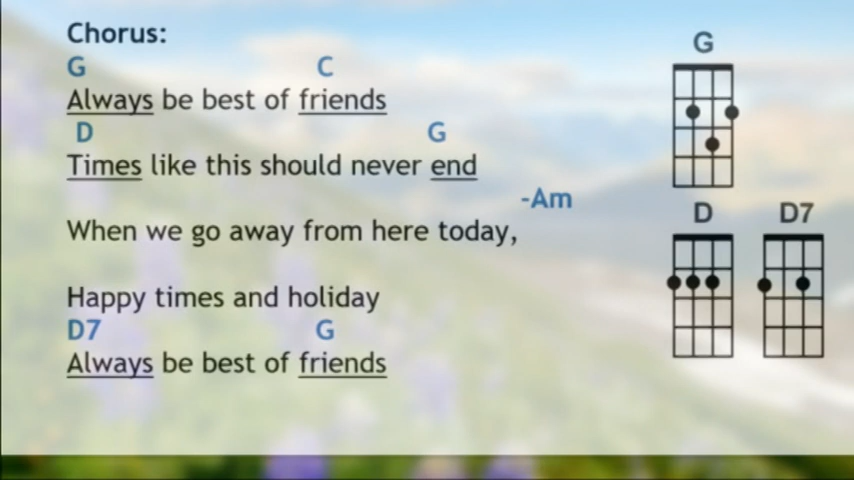 Chorus:
G C
Always be best of friends
D G
Times like this should never end
-Am
When we go away from here today,
Happy times and holiday
D7 G
Always be best of friends
G
D D7